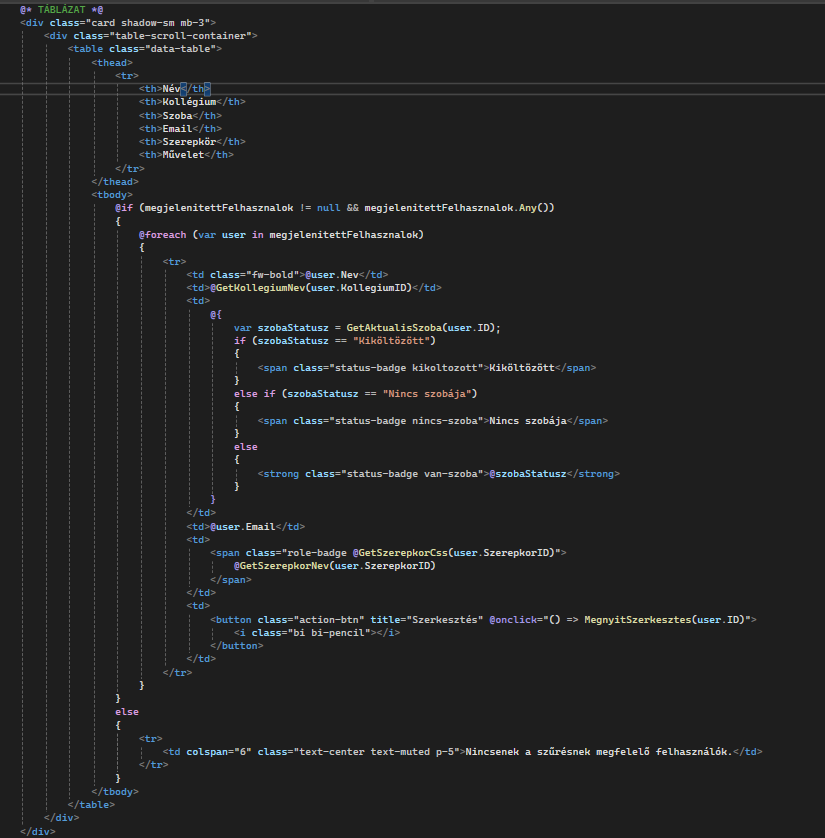 @* TÁBLÁZAT *@
<div class="card shadow-sm mb-3">
<div class="table-scroll-container">
<table class="data-table">
<thead>
<tr>
<th>Név</th>
<th>Kollégium</th>
<th>Szoba</th>
<th>Email</th>
<th>Szerepkör</th>
<th>Művelet</th>
</tr>
</thead>
<tbody>
@if (megjelenitettFelhasznalok != null && megjelenitettFelhasznalok.Any())
{
@foreach (var user in megjelenitettFelhasznalok)
{
<tr>
<td class="fw-bold">@user.Nev</td>
<td>@GetKollegiumNev(user.KollegiumID)</td>
<td>
@{
var szobaStatusz = GetAktualisSzoba(user.ID);
if (szobaStatusz == "Kiköltözött")
{
<span class="status-badge kikoltozott">Kiköltözött</span>
}
else if (szobaStatusz == "Nincs szobája")
{
<span class="status-badge nincs-szoba">Nincs szobája</span>
}
else
{
<strong class="status-badge van-szoba">@szobaStatusz</strong>
}
}
</td>
<td>@user.Email</td>
<td>
<span class="role-badge @GetSzerepkorCss(user.SzerepkorID)">
@GetSzerepkorNev(user.SzerepkorID)
</span>
</td>
<td>
<button class="action-btn" title="Szerkesztés" @onclick="() => MegnyitSzerkesztes(user.ID)">
<i class="bi bi-pencil"></i>
</button>
</td>
</tr>
}
}
else
{
<tr>
<td colspan="6" class="text-center text-muted p-5">Nincsenek a szűrésnek megfelelő felhasználók.</td>
</tr>
}
</tbody>
</table>
</div>
</div>